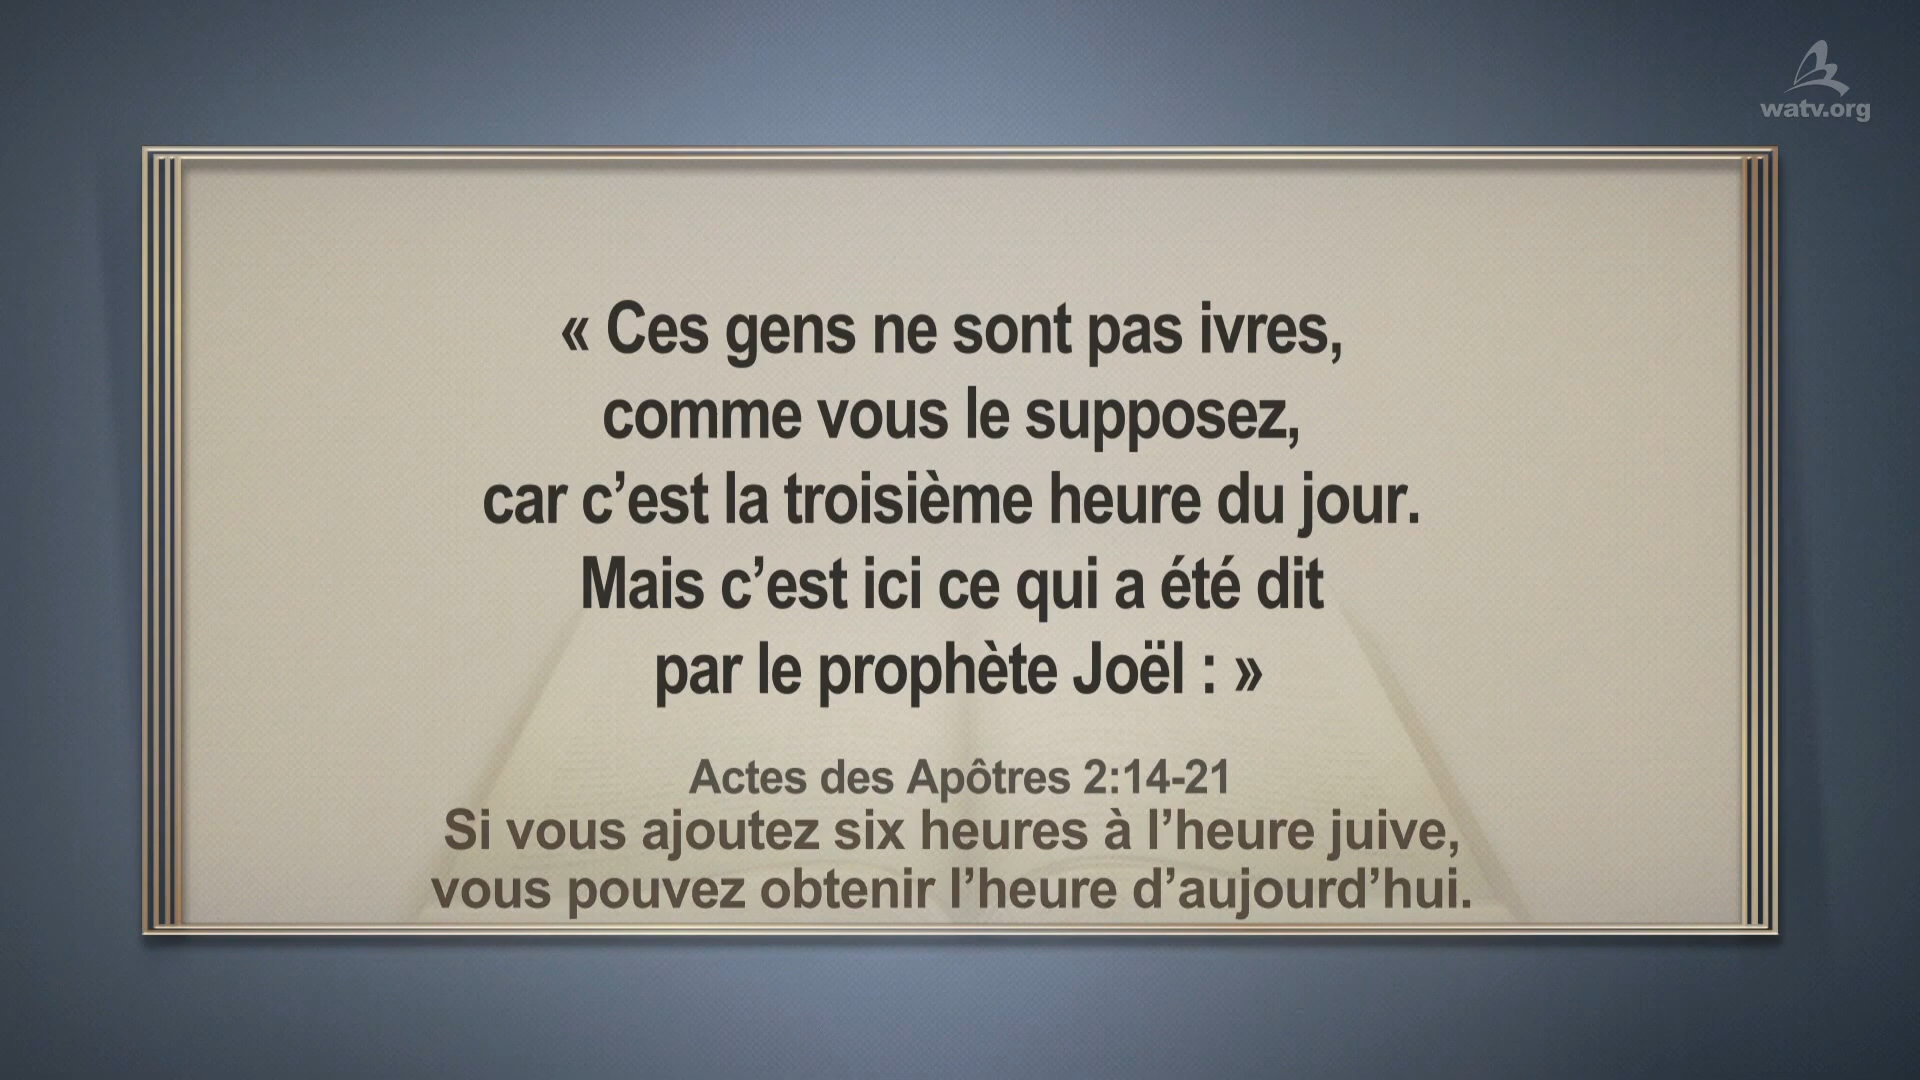 watv.org
« Ces gens ne sont pas ivres,
comme vous le supposez,
car c’est la troisième heure du jour.
Mais c’est ici ce qui a été dit
par le prophète Joël : »
Actes des Apôtres 2:14-21
Si vous ajoutez six heures à l’heure juive,
vous pouvez obtenir l’heure d’aujourd’hui.